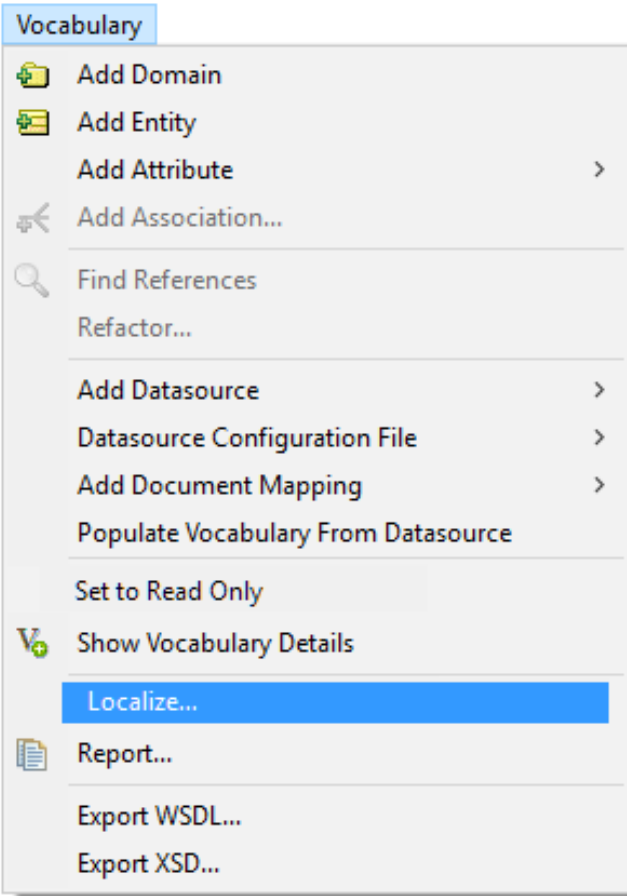 Vocabulary
Add Domain
Add Entity
Add Attribute
Add Association...
Find References
Refactor...
Add Datasource
Datasource Configuration File
Add Document Mapping
Populate Vocabulary From Datasource
Set to Read Only
Show Vocabulary Details
Localize...
Report...
Export WSDL...
Export XSD...